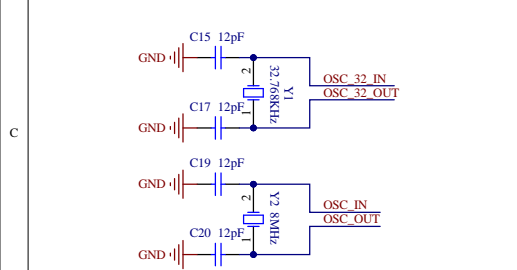 C15 12pF
GND
2
Y1
32.768KHz
OSC_32_IN
OSC_32_OUT
C17 12pF
1
GND
C
C19 12pF
GND
2
Y2 8MHz
OSC_IN
OSC_OUT
C20 12pF
1
GND